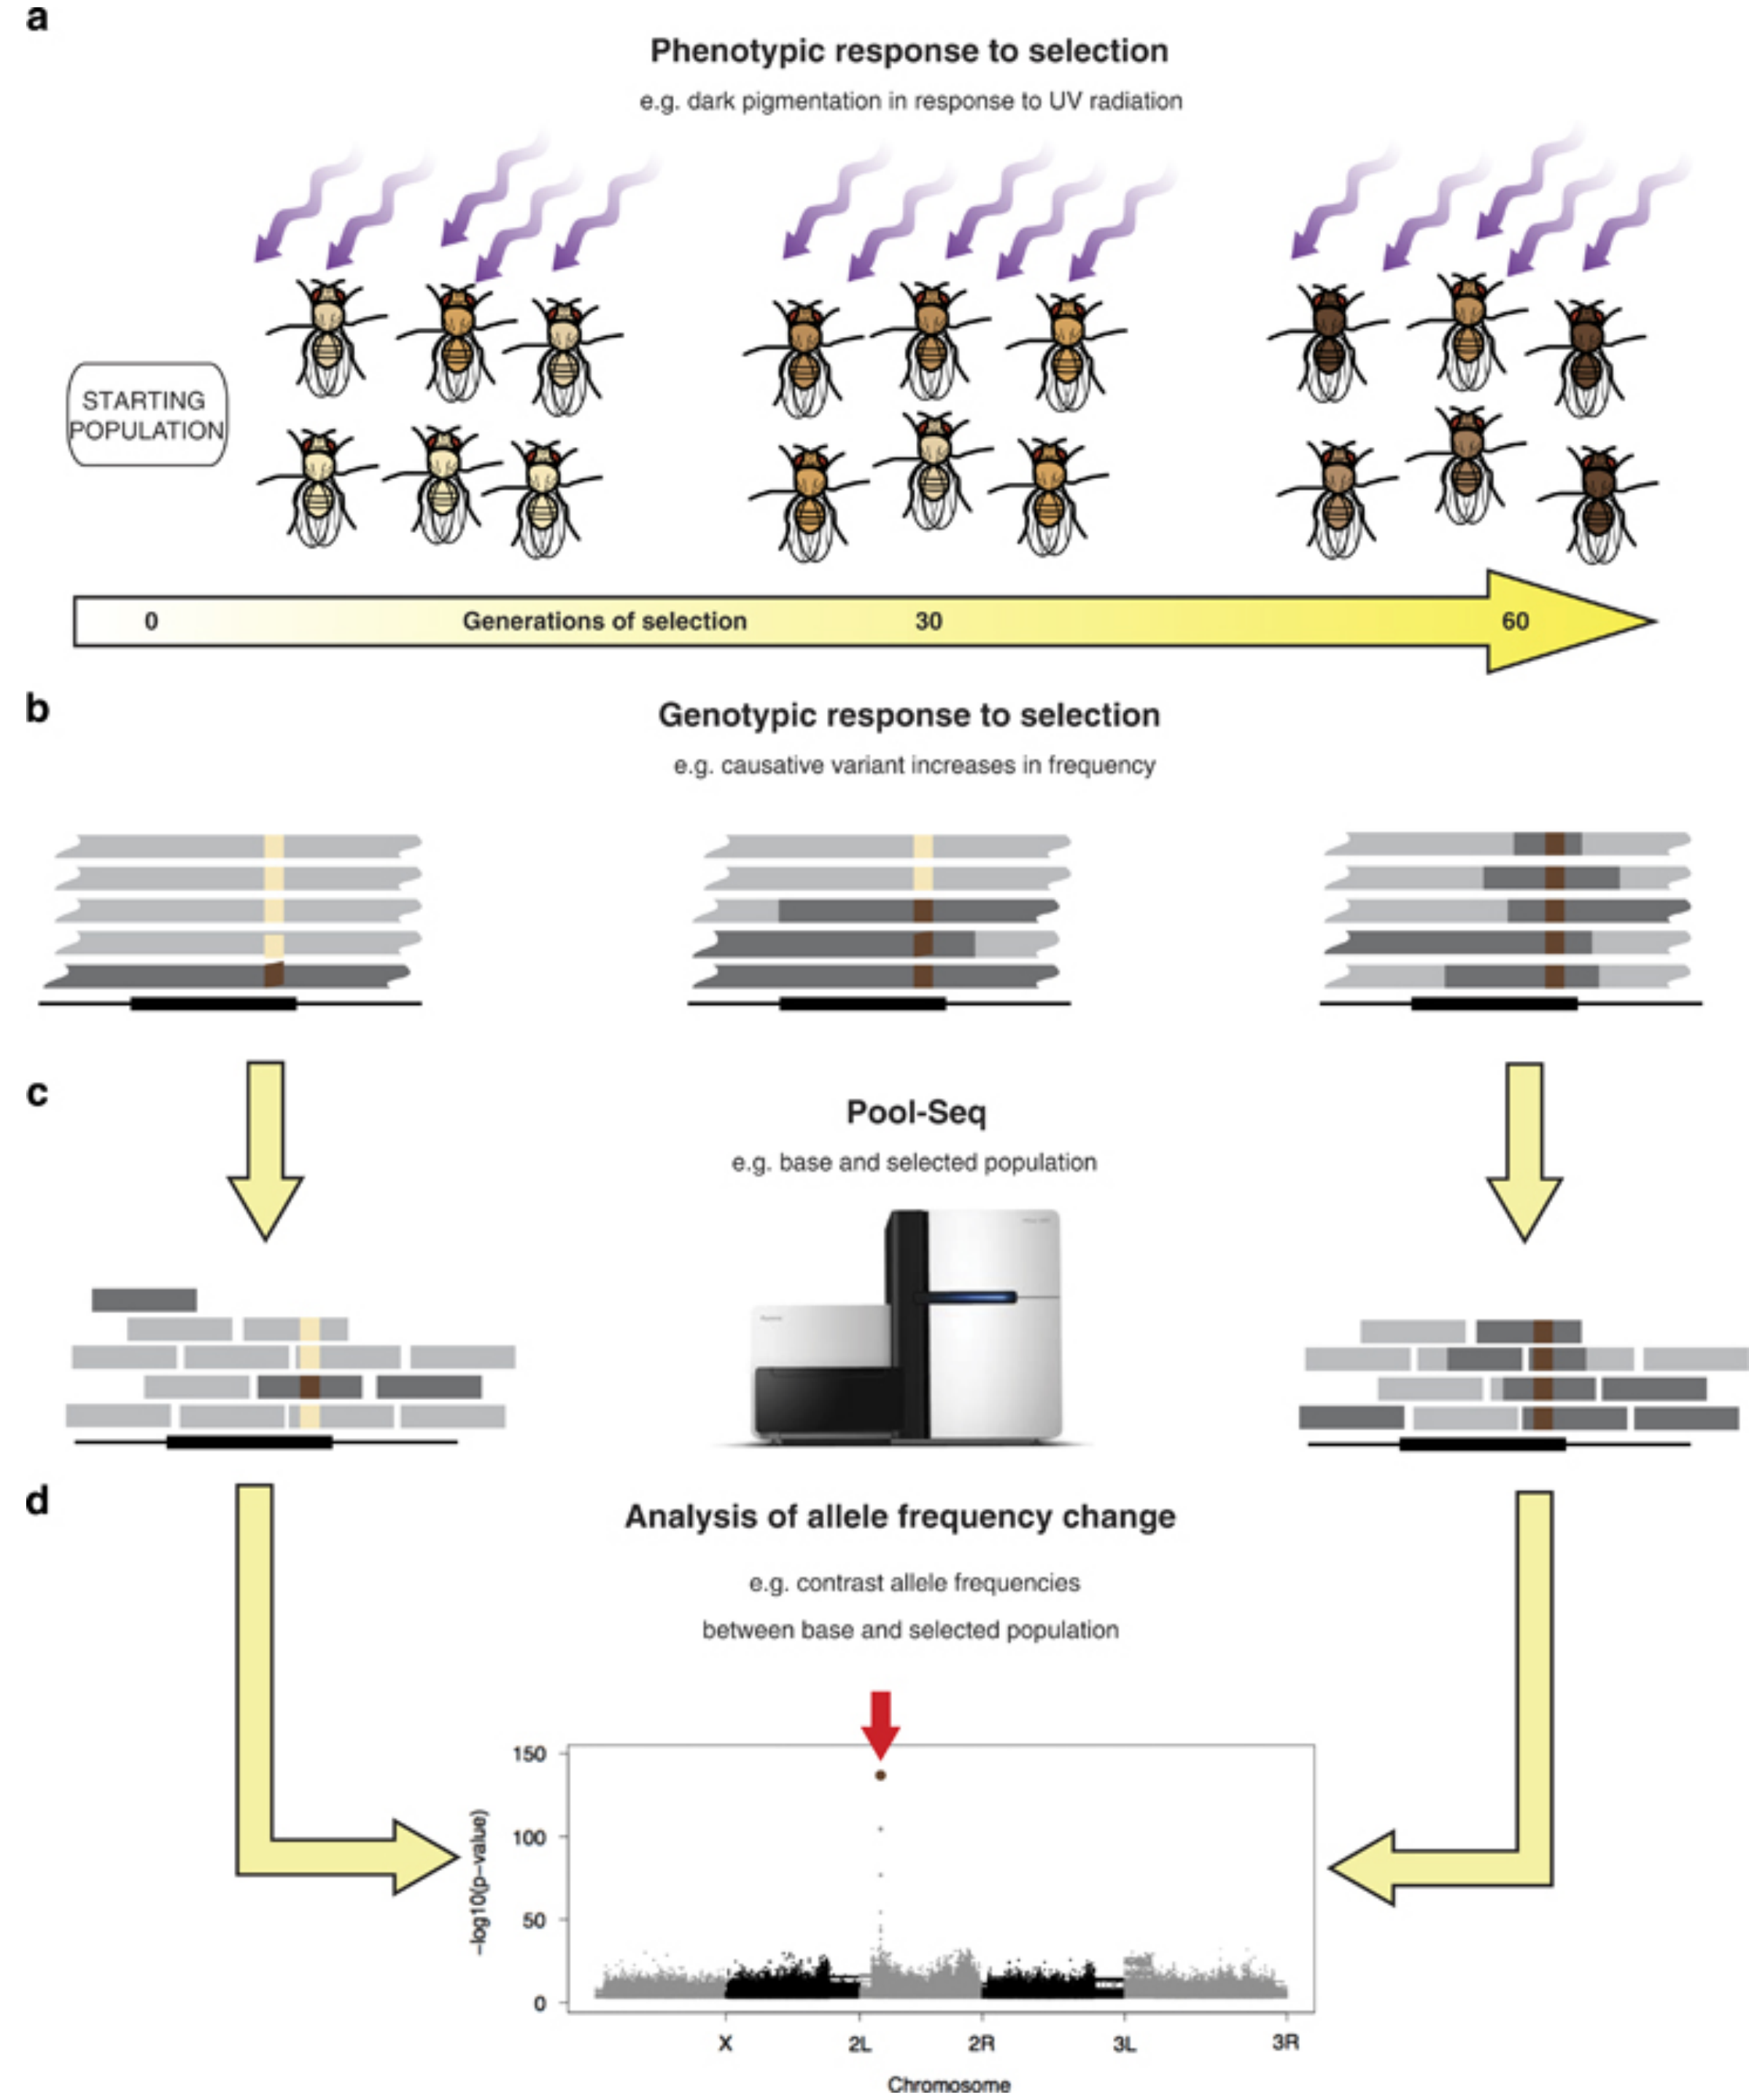 a
Phenotypic response to selection
e.g. dark pigmentation in response to UV radiation
STARTING
POPULATION
0 Generations of selection 30 60
b
Genotypic response to selection
e.g. causative variant increases in frequency
c
Pool-Seq
e.g. base and selected population
d
Analysis of allele frequency change
e.g. contrast allele frequencies
between base and selected population
150
100
50
0
−log10(p−value)
X 2L 2R 3L 3R
Chromosome